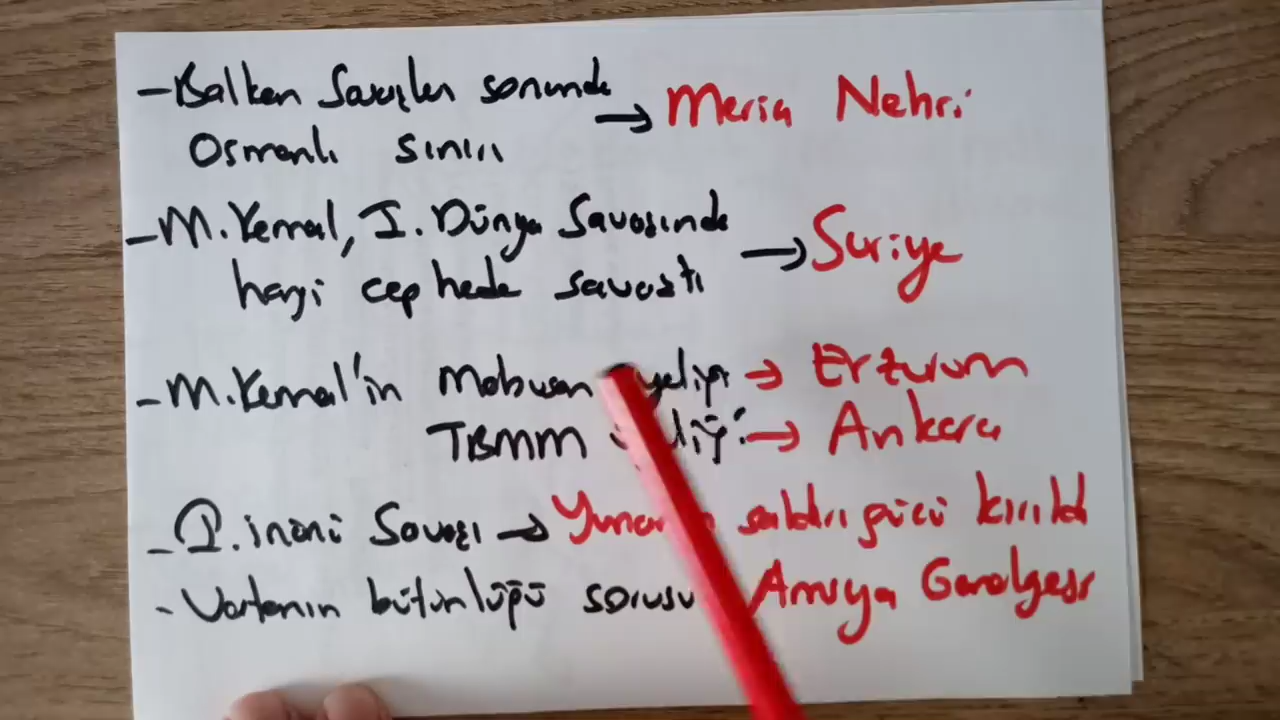 - Balkan Savaşları sonunda
Osmanlı sınırı → Meriç Nehri
- M. Kemal, I. Dünya Savaşında
hangi cephede savaştı → Suriye
- M. Kemal'in Mebusan → Erzurum
TBMM → Ankara
- I. İnönü Savaşı → saldırı gücü kırıldı
- Vatanın bütünlüğü sorusu Amasya Genelgesi